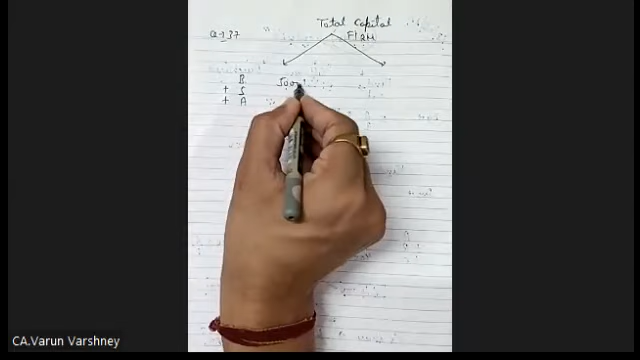 Total Capital
Q.137 FIRM
B 500
+ S
+ A
CA.Varun Varshney